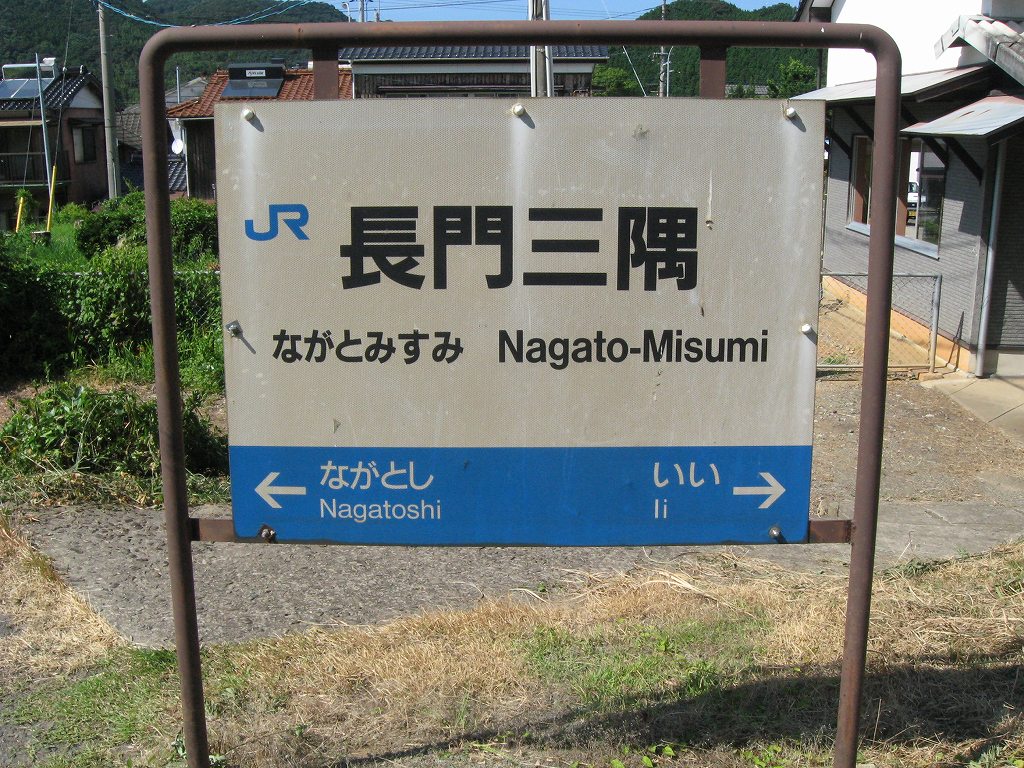 JR 長門三隅
ながとみすみ Nagato-Misumi
← ながとし いい →
Nagatoshi Ii